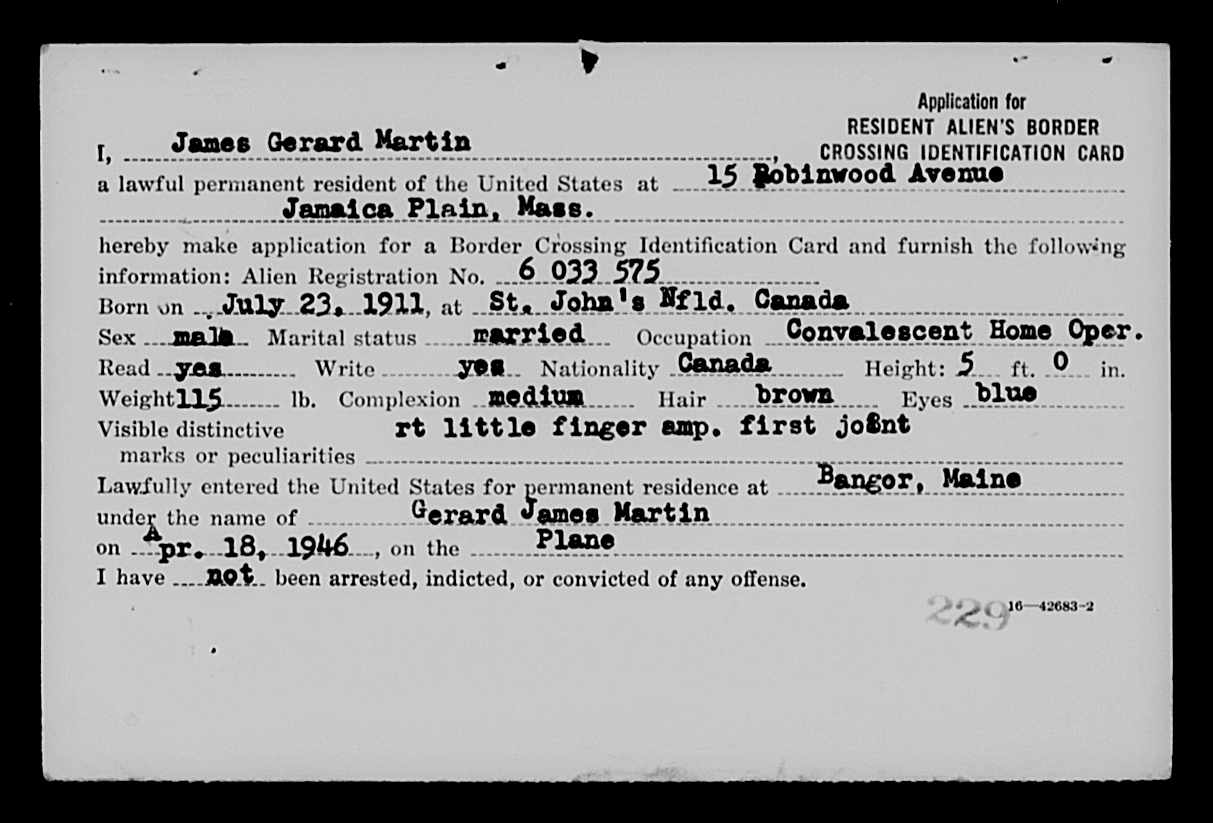 Application for
RESIDENT ALIEN'S BORDER
CROSSING IDENTIFICATION CARD
I, James Gerard Martin,
a lawful permanent resident of the United States at 15 Robinwood Avenue
Jamaica Plain, Mass.
hereby make application for a Border Crossing Identification Card and furnish the following
information: Alien Registration No. 6 033 575
Born on July 23, 1911, at St. John's Nfld. Canada
Sex male Marital status married Occupation Convalescent Home Oper.
Read yes Write yes Nationality Canada Height: 5 ft. 0 in.
Weight 115 lb. Complexion medium Hair brown Eyes blue
Visible distinctive rt little finger amp. first jo8nt
marks or peculiarities
Lawfully entered the United States for permanent residence at Bangor, Maine
under the name of Gerard James Martin
on Apr. 18, 1946, on the Plane
I have not been arrested, indicted, or convicted of any offense.
229 16—42683-2